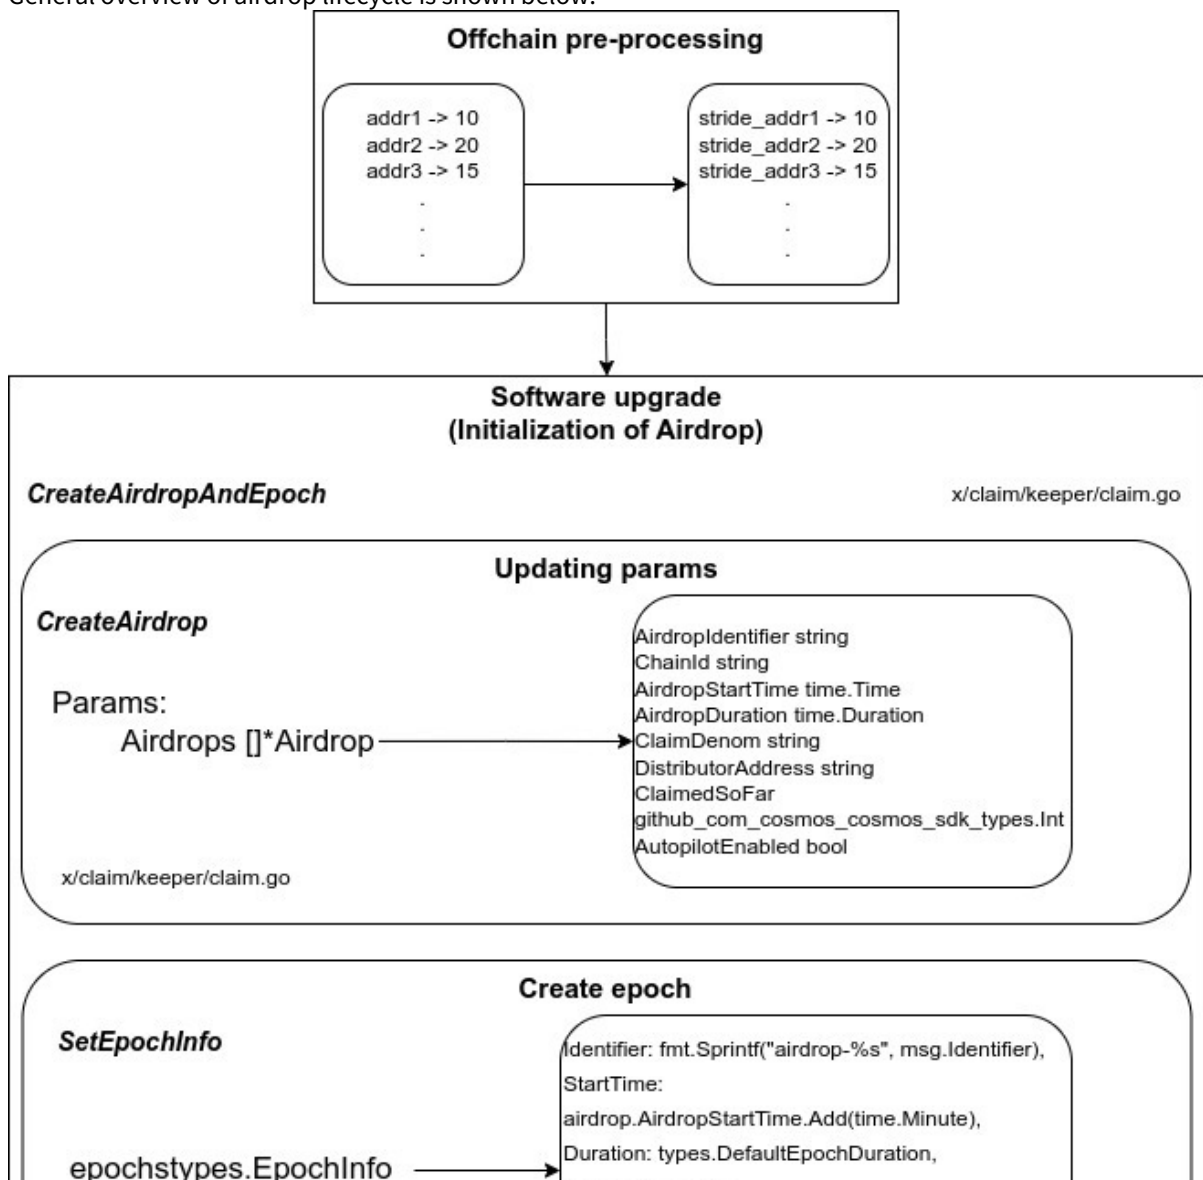 General overview of airdrop lifecycle is shown below.
Offchain pre-processing
addr1 -> 10
addr2 -> 20
addr3 -> 15
.
.
.
stride_addr1 -> 10
stride_addr2 -> 20
stride_addr3 -> 15
.
.
.
Software upgrade
(Initialization of Airdrop)
CreateAirdropAndEpoch
x/claim/keeper/claim.go
Updating params
CreateAirdrop
Params:
Airdrops []*Airdrop
AirdropIdentifier string
ChainId string
AirdropStartTime time.Time
AirdropDuration time.Duration
ClaimDenom string
DistributorAddress string
ClaimedSoFar
github_com_cosmos_cosmos_sdk_types.Int
AutopilotEnabled bool
x/claim/keeper/claim.go
Create epoch
SetEpochInfo
epochstypes.EpochInfo
Identifier: fmt.Sprintf("airdrop-%s", msg.Identifier),
StartTime:
airdrop.AirdropStartTime.Add(time.Minute),
Duration: types.DefaultEpochDuration,